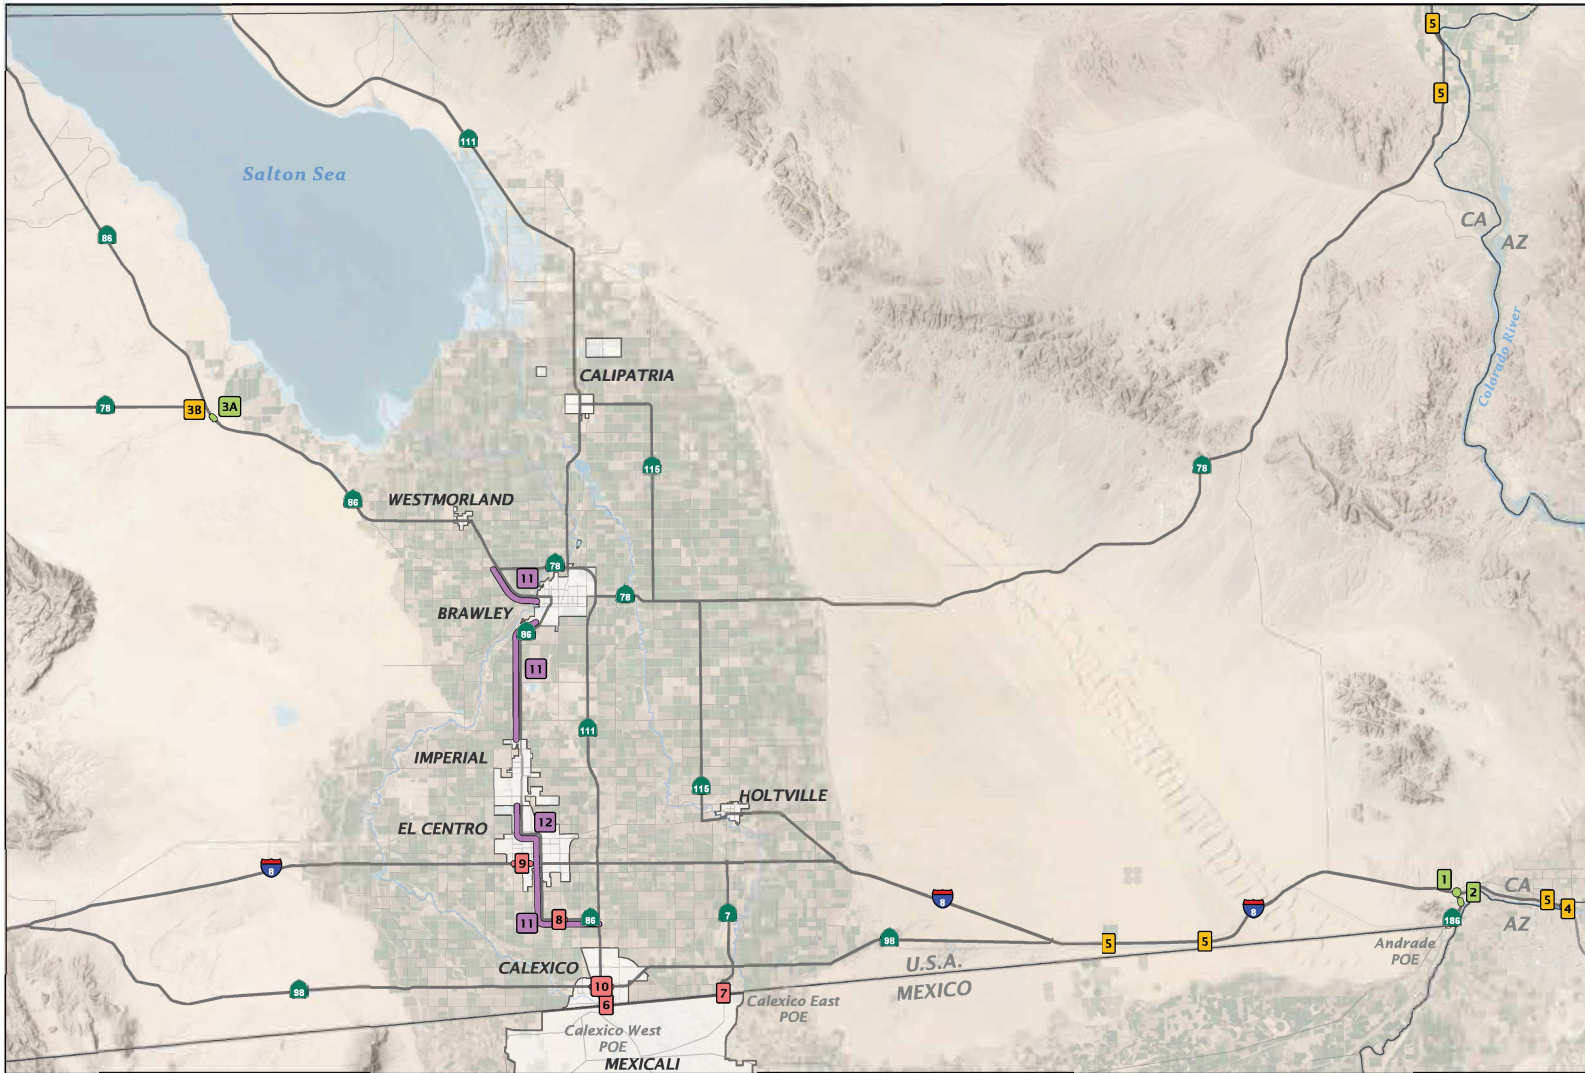 5
5
111
Salton Sea
CA
AZ
86
Colorado River
CALIPATRIA
78
3B
3A
115
78
86
WESTMORLAND
78
11
78
BRAWLEY
86
11
111
IMPERIAL
115
HOLTVILLE
12
EL CENTRO
9
8
8
8
1
2
CA
5
4
AZ
186
11
8
86
7
98
5
5
Andrade
POE
U.S.A.
MEXICO
CALEXICO
98
10
6
7
Calexico East
POE
Calexico West
POE
MEXICALI